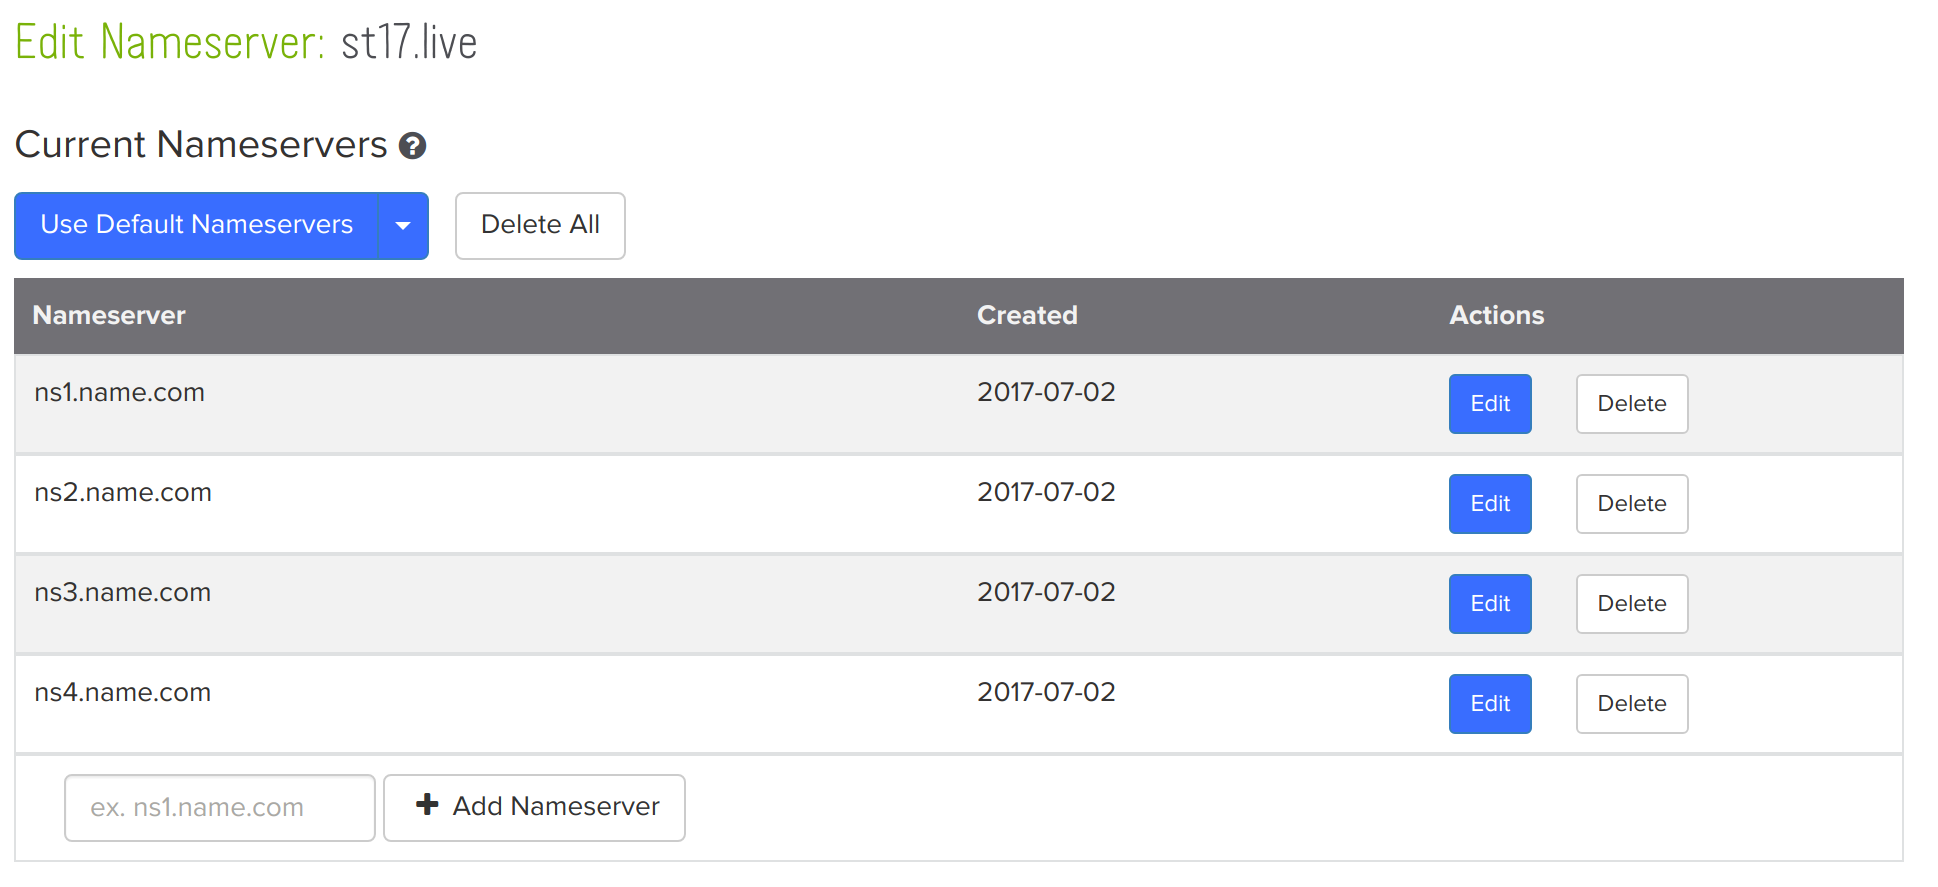 Edit Nameserver: st17.live
Current Nameservers ?
Use Default Nameservers Delete All
Nameserver Created Actions
ns1.name.com 2017-07-02 Edit Delete
ns2.name.com 2017-07-02 Edit Delete
ns3.name.com 2017-07-02 Edit Delete
ns4.name.com 2017-07-02 Edit Delete
ex. ns1.name.com + Add Nameserver